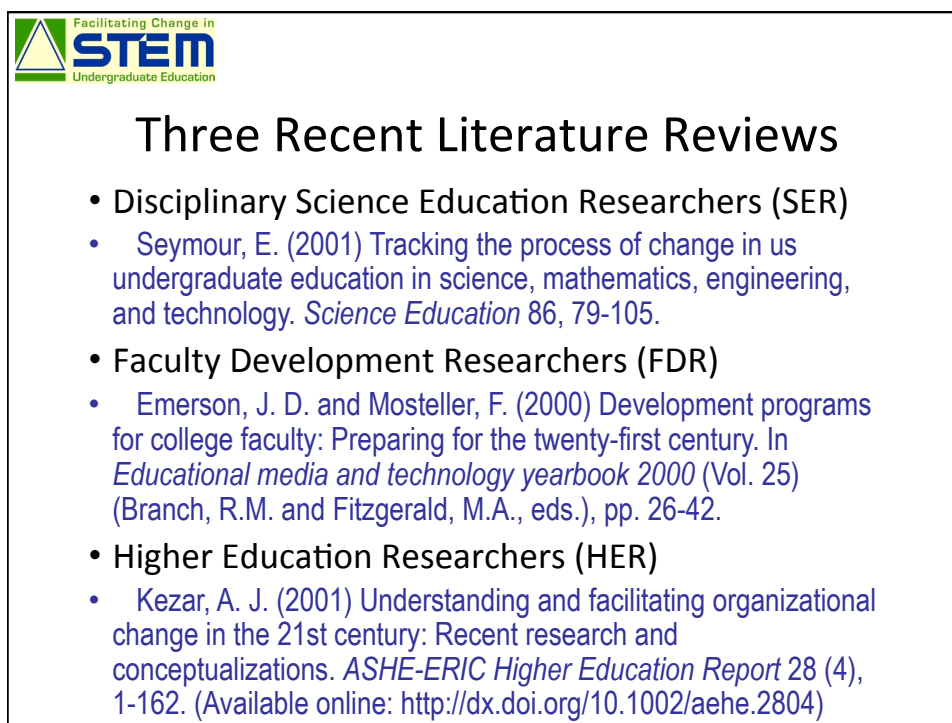 Facilitating Change in
STEM
Undergraduate Education
Three Recent Literature Reviews
• Disciplinary Science Education Researchers (SER)
• Seymour, E. (2001) Tracking the process of change in us
undergraduate education in science, mathematics, engineering,
and technology. Science Education 86, 79-105.
• Faculty Development Researchers (FDR)
• Emerson, J. D. and Mosteller, F. (2000) Development programs
for college faculty: Preparing for the twenty-first century. In
Educational media and technology yearbook 2000 (Vol. 25)
(Branch, R.M. and Fitzgerald, M.A., eds.), pp. 26-42.
• Higher Education Researchers (HER)
• Kezar, A. J. (2001) Understanding and facilitating organizational
change in the 21st century: Recent research and
conceptualizations. ASHE-ERIC Higher Education Report 28 (4),
1-162. (Available online: http://dx.doi.org/10.1002/aehe.2804)